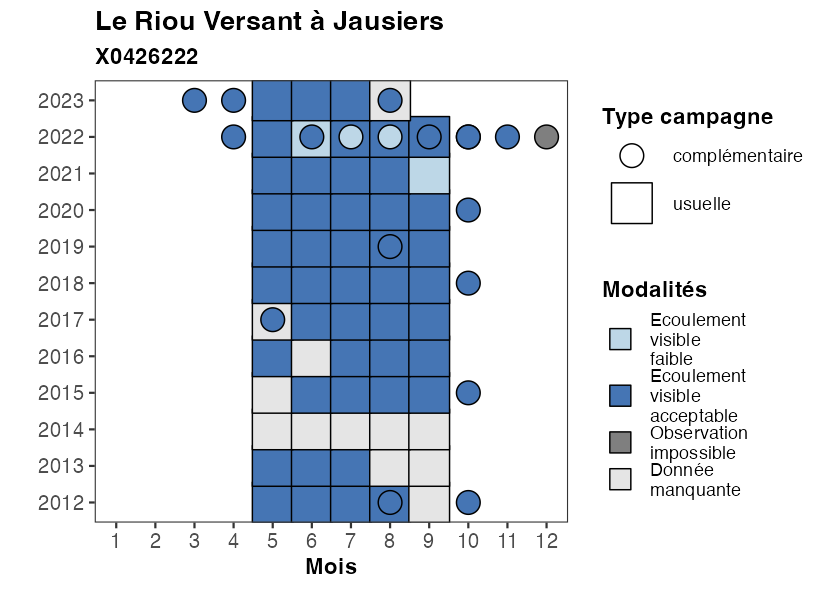 Le Riou Versant à Jausiers
X0426222
2023
2022
2021
2020
2019
2018
2017
2016
2015
2014
2013
2012
1 2 3 4 5 6 7 8 9 10 11 12
Mois
Type campagne
complémentaire
usuelle
Modalités
Ecoulement
visible
faible
Ecoulement
visible
acceptable
Observation
impossible
Donnée
manquante